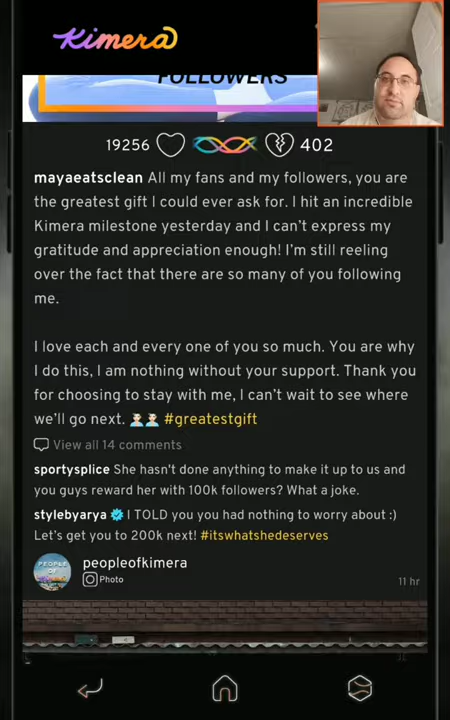 Kimera
FOLLOWERS
19256 402
mayaeatsclean All my fans and my followers, you are
the greatest gift I could ever ask for. I hit an incredible
Kimera milestone yesterday and I can't express my
gratitude and appreciation enough! I'm still reeling
over the fact that there are so many of you following
me.
I love each and every one of you so much. You are why
I do this, I am nothing without your support. Thank you
for choosing to stay with me, I can't wait to see where
we'll go next. 👯🏻👯🏻 #greatestgift
View all 14 comments
sportysplice She hasn't done anything to make it up to us and
you guys reward her with 100k followers? What a joke.
stylebyarya I TOLD you you had nothing to worry about :)
Let's get you to 200k next! #itswhatshedeserves
PEOPLE
OF
peopleofkimera
Photo
11 hr